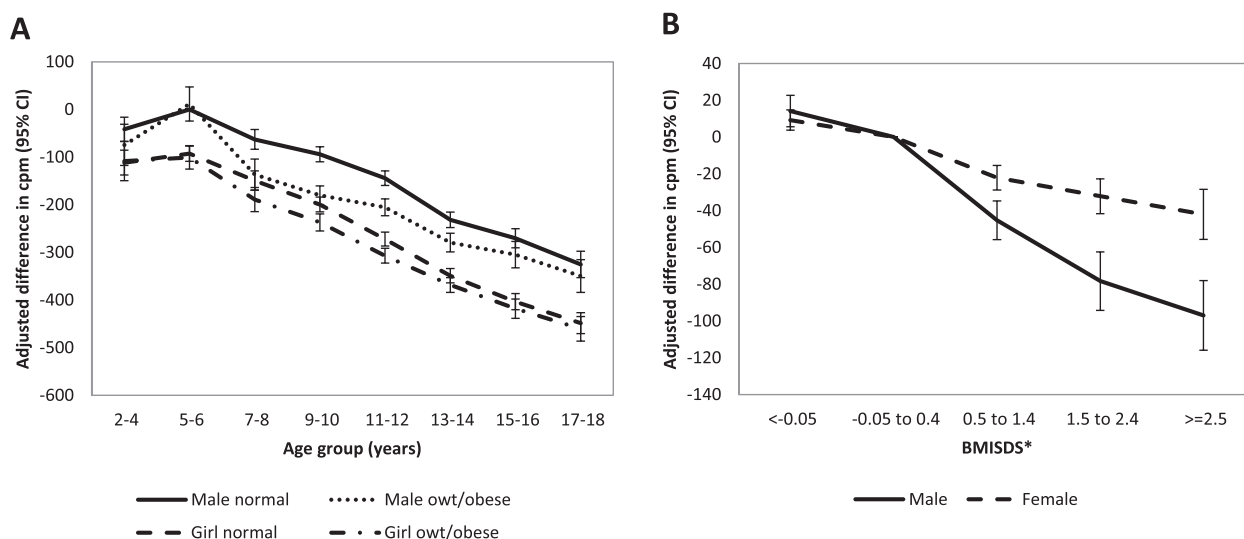 A
Adjusted difference in cpm (95% CI)
100
0
-100
-200
-300
-400
-500
-600
2-4 5-6 7-8 9-10 11-12 13-14 15-16 17-18
Age group (years)
Male normal Male owt/obese
Girl normal Girl owt/obese
B
Adjusted difference in cpm (95% CI)
40
20
0
-20
-40
-60
-80
-100
-120
-140
<-0.05 -0.05 to 0.4 0.5 to 1.4 1.5 to 2.4 >=2.5
BMISDS*
Male Female